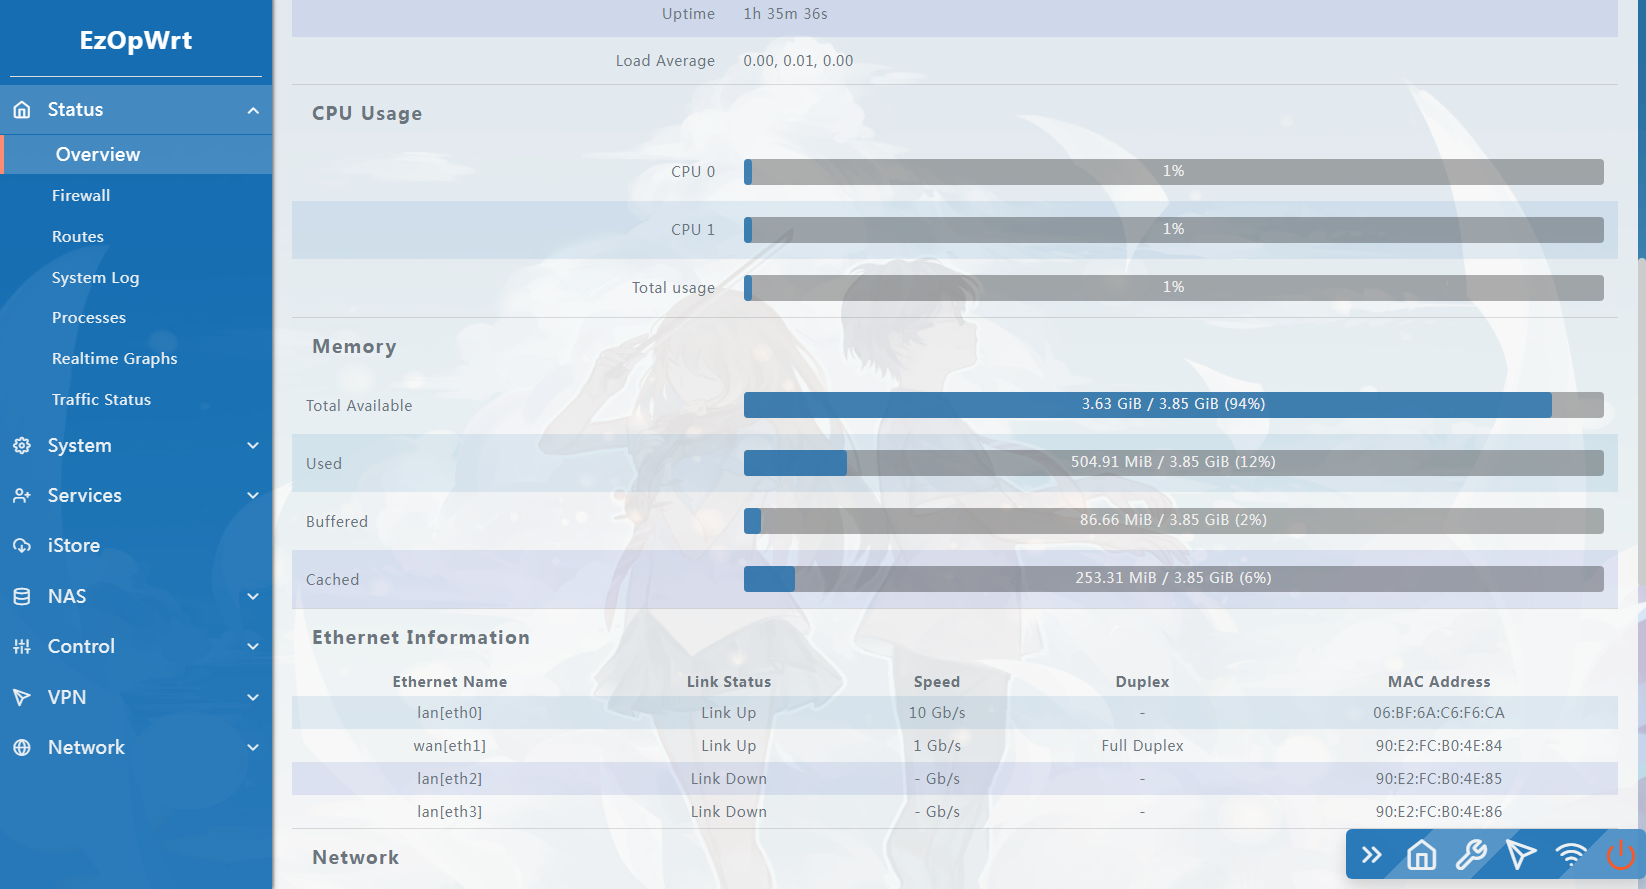 EzOpWrt
Status
Overview
Firewall
Routes
System Log
Processes
Realtime Graphs
Traffic Status
System
Services
iStore
NAS
Control
VPN
Network
Uptime 1h 35m 36s
Load Average 0.00, 0.01, 0.00
CPU Usage
CPU 0 1%
CPU 1 1%
Total usage 1%
Memory
Total Available 3.63 GiB / 3.85 GiB (94%)
Used 504.91 MiB / 3.85 GiB (12%)
Buffered 86.66 MiB / 3.85 GiB (2%)
Cached 253.31 MiB / 3.85 GiB (6%)
Ethernet Information
Ethernet Name Link Status Speed Duplex MAC Address
lan[eth0] Link Up 10 Gb/s - 06:BF:6A:C6:F6:CA
wan[eth1] Link Up 1 Gb/s Full Duplex 90:E2:FC:B0:4E:84
lan[eth2] Link Down - Gb/s - 90:E2:FC:B0:4E:85
lan[eth3] Link Down - Gb/s - 90:E2:FC:B0:4E:86
Network